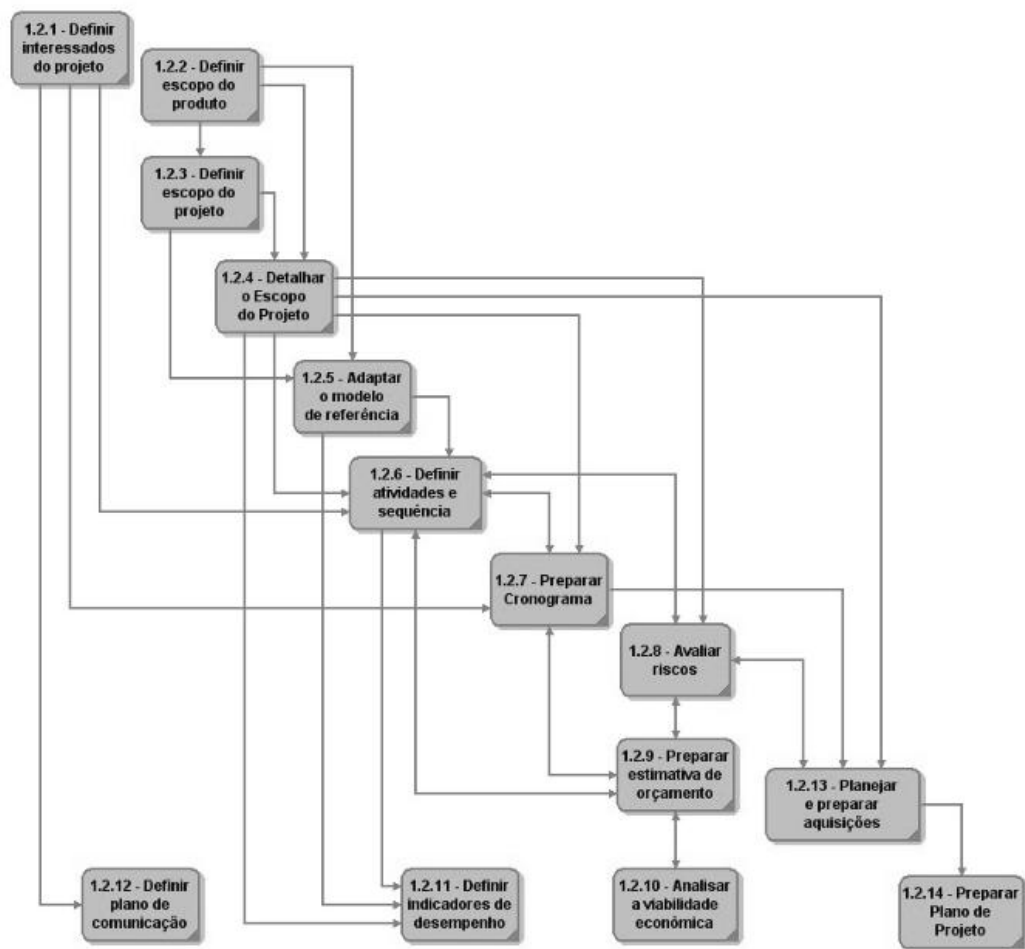 1.2.1 - Definir
interessados
do projeto
1.2.2 - Definir
escopo do
produto
1.2.3 - Definir
escopo do
projeto
1.2.4 - Detalhar
o Escopo
do Projeto
1.2.5 - Adaptar
o modelo
de referência
1.2.6 - Definir
atividades e
sequência
1.2.7 - Preparar
Cronograma
1.2.8 - Avaliar
riscos
1.2.9 - Preparar
estimativa de
orçamento
1.2.13 - Planejar
e preparar
aquisições
1.2.12 - Definir
plano de
comunicação
1.2.11 - Definir
indicadores de
desempenho
1.2.10 - Analisar
a viabilidade
econômica
1.2.14 - Preparar
Plano de
Projeto